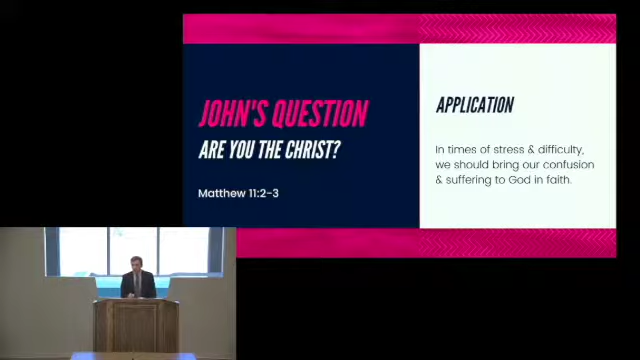 JOHN'S QUESTION
ARE YOU THE CHRIST?
Matthew 11:2-3
APPLICATION
In times of stress & difficulty,
we should bring our confusion
& suffering to God in faith.